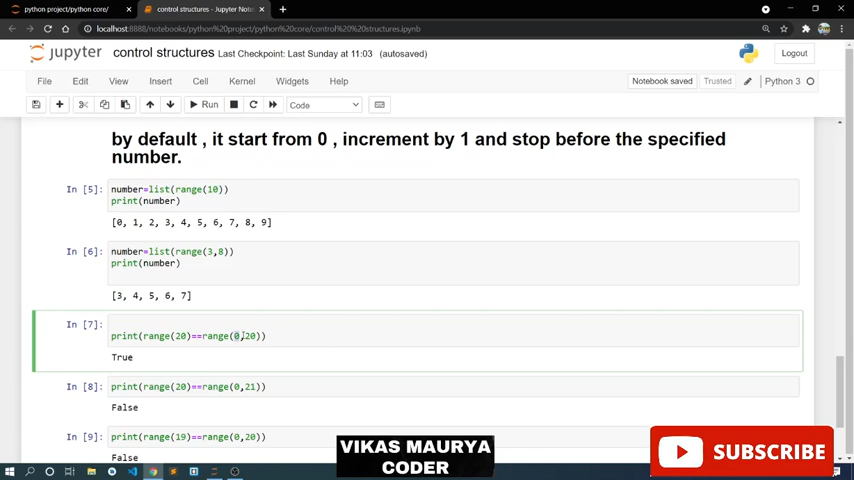 python project/python core/
control structures - Jupyter Not
localhost:8888/notebooks/python%20project/python%20core/control%20%20structures.ipynb
jupyter control structures Last Checkpoint: Last Sunday at 11:03 (autosaved)
Logout
File Edit View Insert Cell Kernel Widgets Help
Notebook saved Trusted Python 3
Run Code
by default , it start from 0 , increment by 1 and stop before the specified
number.
In [5]: number=list(range(10))
print(number)
[0, 1, 2, 3, 4, 5, 6, 7, 8, 9]
In [6]: number=list(range(3,8))
print(number)
[3, 4, 5, 6, 7]
In [7]:
print(range(20)==range(0,20))
True
In [8]: print(range(20)==range(0,21))
False
In [9]: print(range(19)==range(0,20))
False
VIKAS MAURYA
CODER
SUBSCRIBE